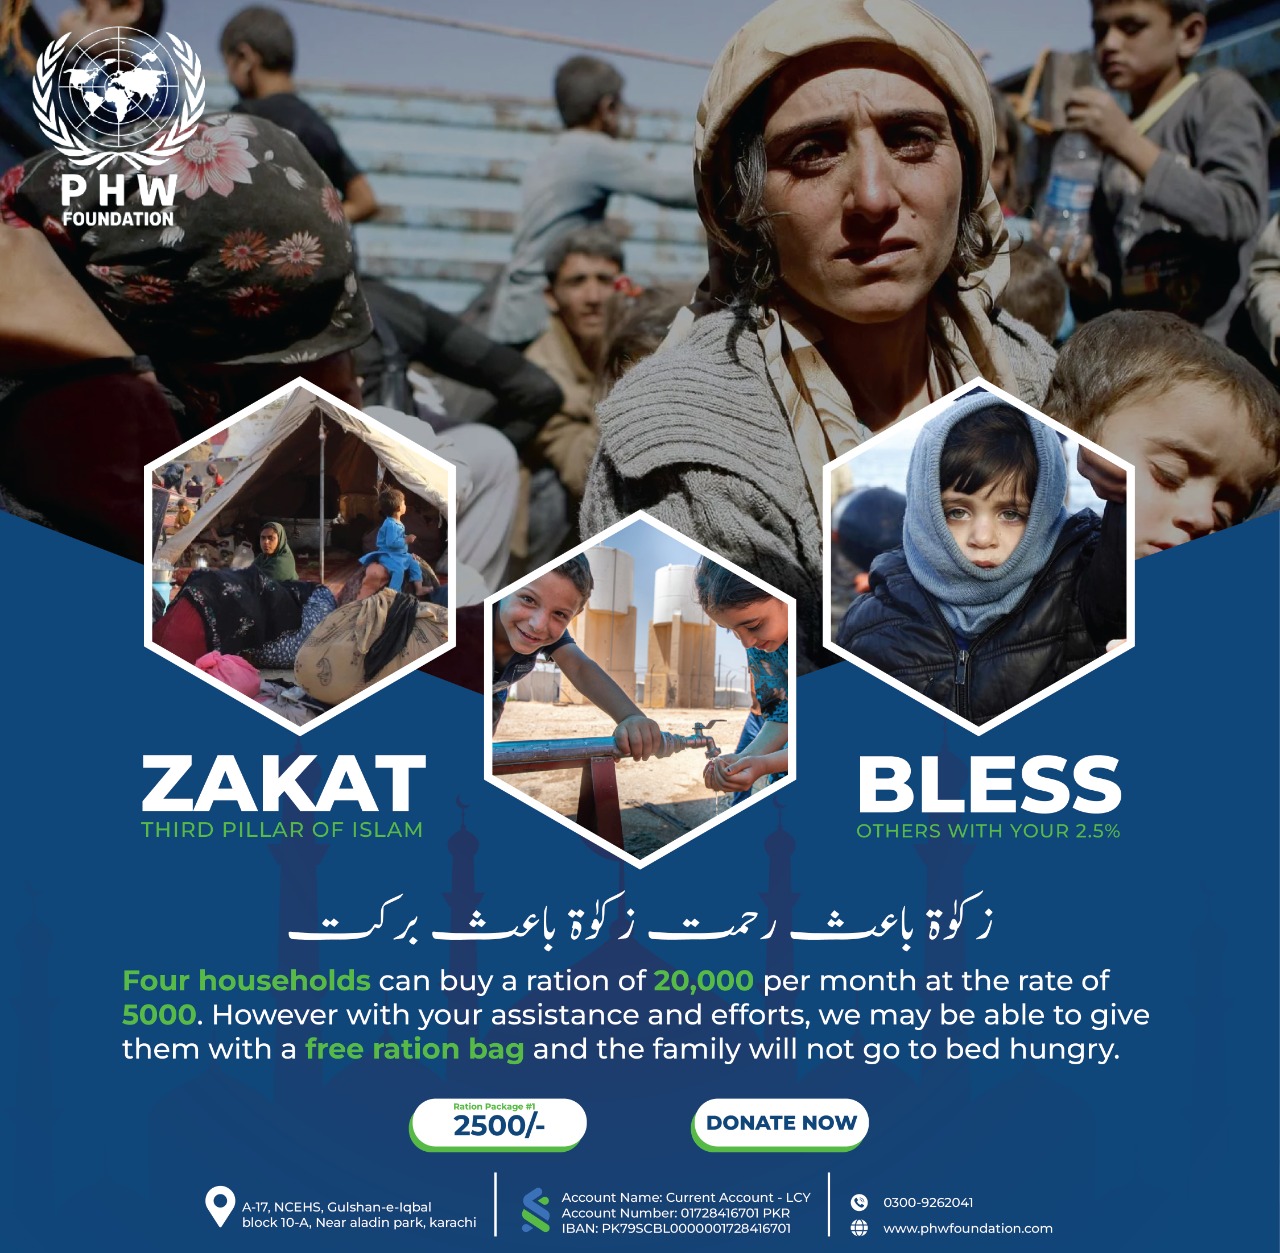 PHW
FOUNDATION
ZAKAT
THIRD PILLAR OF ISLAM
BLESS
OTHERS WITH YOUR 2.5%
زکوٰۃ باعث رحمت زکوٰۃ باعث برکت
Four households can buy a ration of 20,000 per month at the rate of
5000. However with your assistance and efforts, we may be able to give
them with a free ration bag and the family will not go to bed hungry.
Ration Package #1
2500/-
DONATE NOW
A-17, NCEHS, Gulshan-e-Iqbal
block 10-A, Near aladin park, karachi
Account Name: Current Account - LCY
Account Number: 01728416701 PKR
IBAN: PK79SCBL0000001728416701
0300-9262041
www.phwfoundation.com